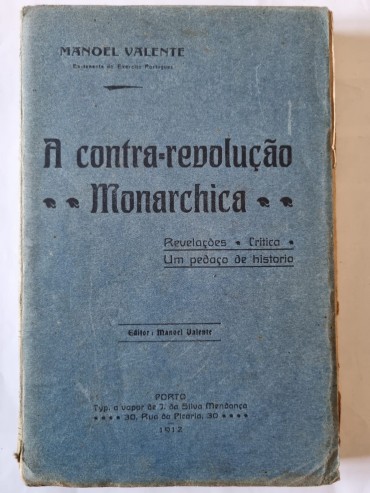 MANOEL VALENTE
Ex-tenente do Exercito Portuguez
A contra-revolução
Monarchica
Revelações • Critica •
Um pedaço de historia
Editor: Manoel Valente
PORTO
Typ. a vapor de J. da Silva Mendonça
30, Rua da Picaria, 30
1912